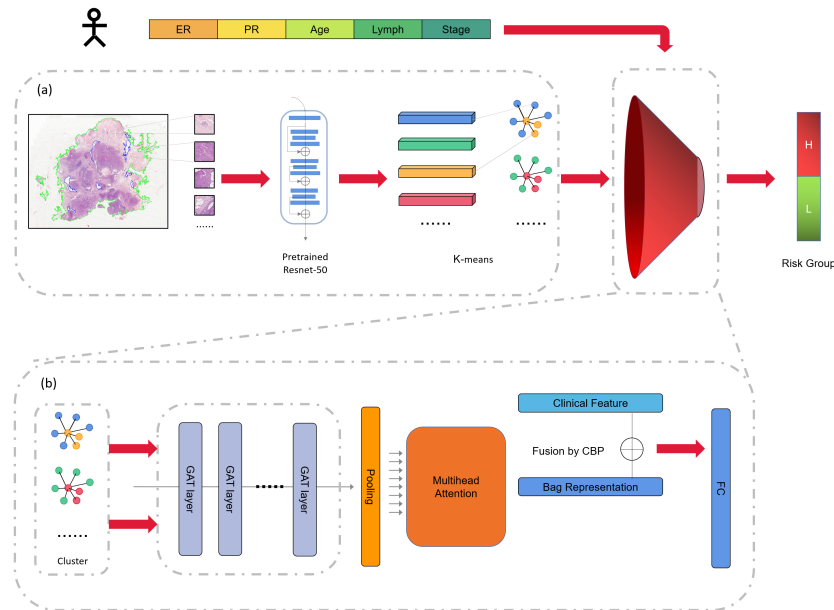 ER PR Age Lymph Stage
(a)
......
Pretrained
Resnet-50
......
K-means
......
H
L
Risk Group
(b)
......
Cluster
GAT layer
GAT layer
.....
GAT layer
Pooling
Multihead
Attention
Clinical Feature
Fusion by CBP
Bag Representation
FC